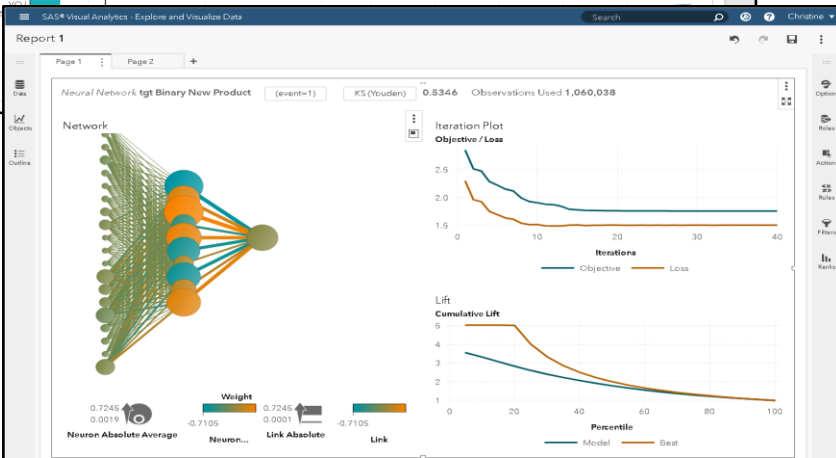 YOU
SAS® Visual Analytics - Explore and Visualize Data
Search
Christine
Report 1
Page 1
Page 2
+
Data
Objects
Outline
Option
Roles
Action
Rules
Filters
Ranks
Neural Network tgt Binary New Product (event=1) KS (Youden) 0.5346 Observations Used 1,060,038
Network
Weight
0.7245
0.0019
Neuron Absolute Average
-0.7105
Neuron...
0.7245
0.0001
Link Absolute
-0.7105
Link
Iteration Plot
Objective / Loss
2.5
2.0
1.5
0 10 20 30 40
Iterations
Objective Loss
Lift
Cumulative Lift
5
4
3
2
1
0 20 40 60 80 100
Percentile
Model Best